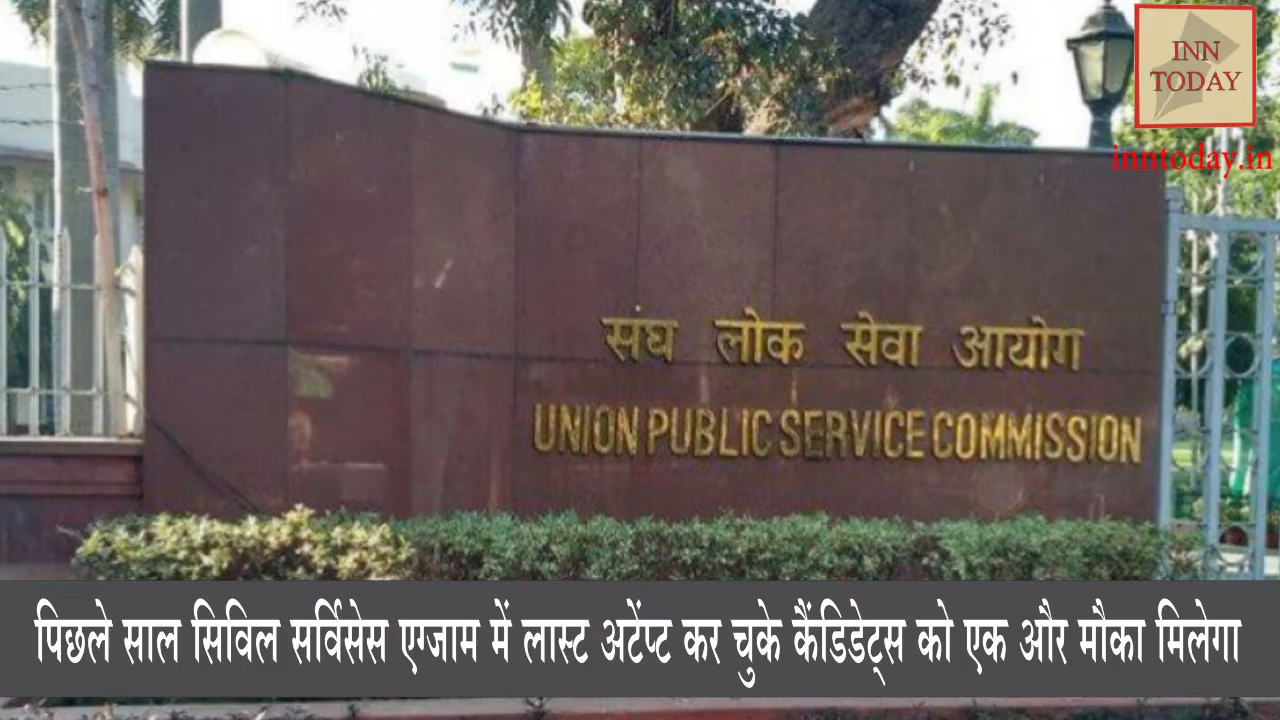 INN
TODAY
inntoday.in
संघ लोक सेवा आयोग
UNION PUBLIC SERVICE COMMISSION
पिछले साल सिविल सर्विसेस एग्जाम में लास्ट अटेंप्ट कर चुके कैंडिडेट्स को एक और मौका मिलेगा